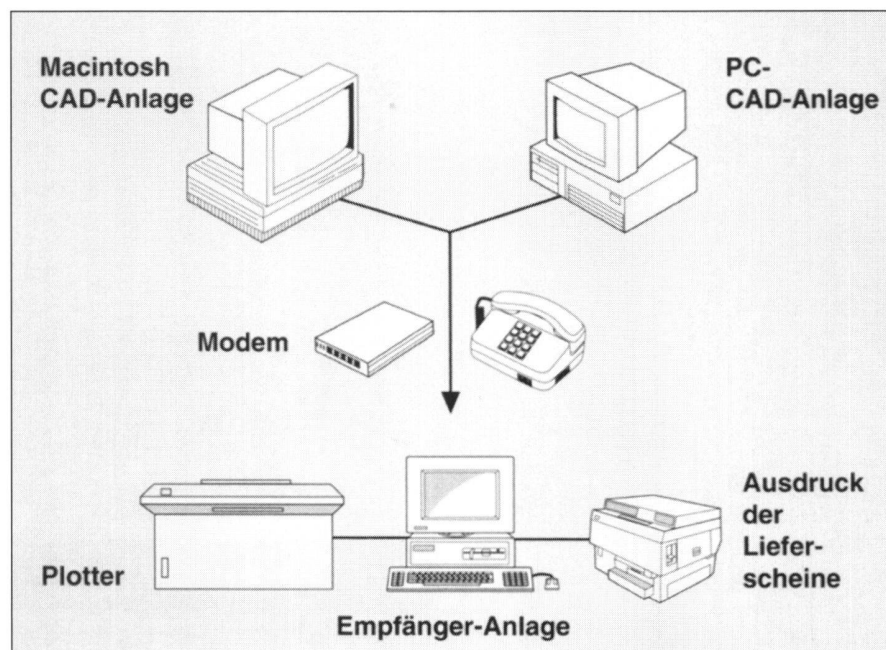 Macintosh
CAD-Anlage
PC-
CAD-Anlage
Modem
Plotter
Empfänger-Anlage
Ausdruck
der
Liefer-
scheine